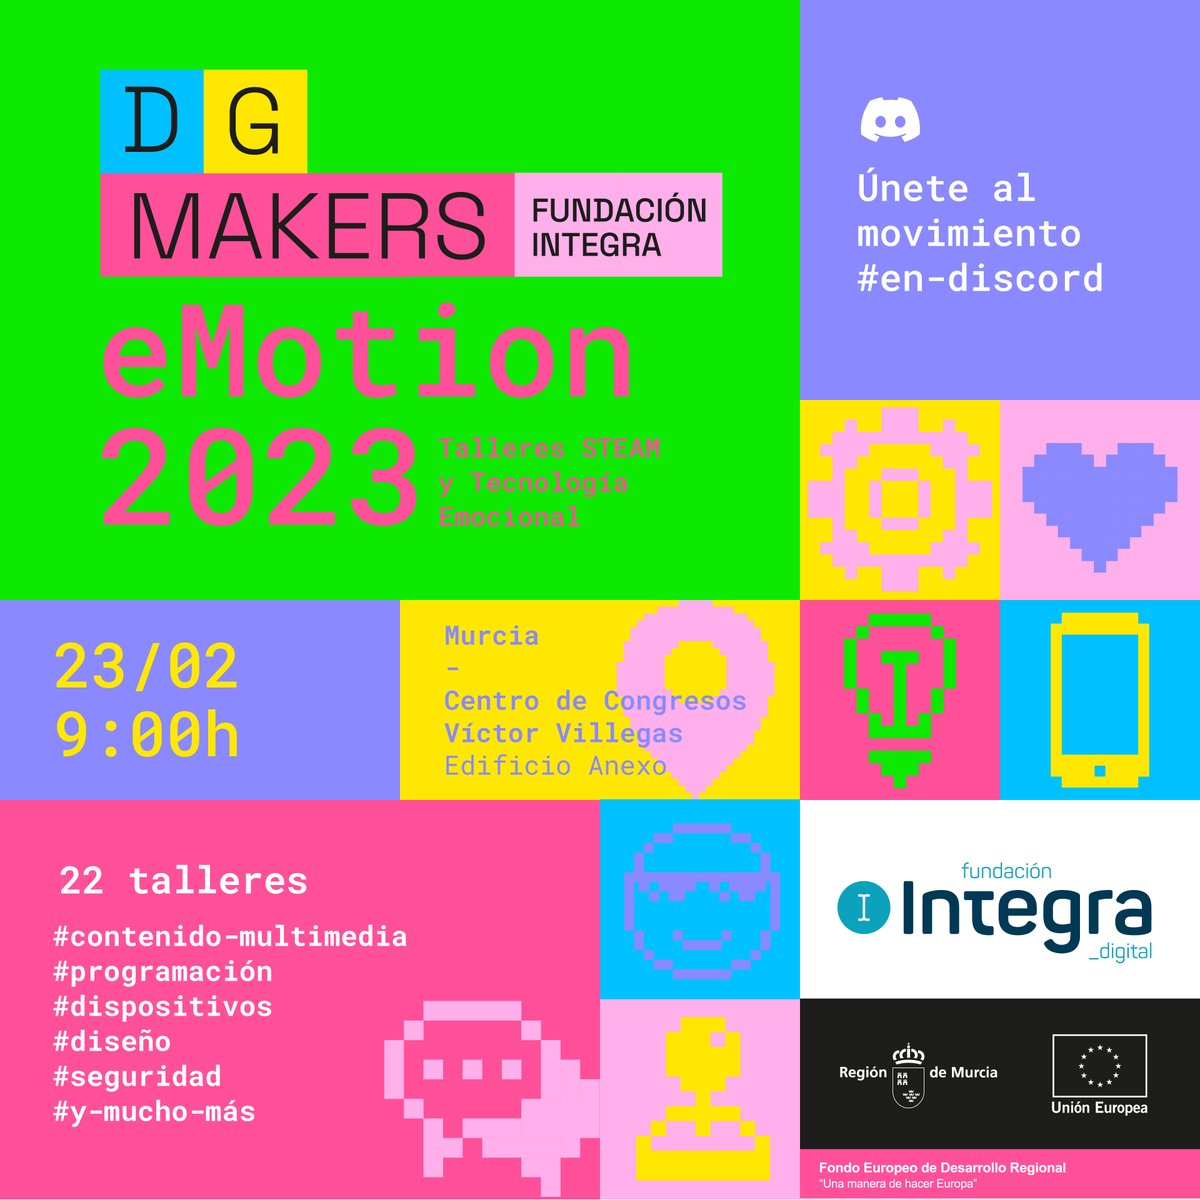 D G
MAKERS
FUNDACIÓN
INTEGRA
eMotion
2023
Talleres STEAM
y Tecnología
Emocional
Únete al
movimiento
#en-discord
23/02
9:00h
Murcia
-
Centro de Congresos
Víctor Villegas
Edificio Anexo
22 talleres
#contenido-multimedia
#programación
#dispositivos
#diseño
#seguridad
#y-mucho-más
fundación
Integra
_digital
Región de Murcia
Unión Europea
Fondo Europeo de Desarrollo Regional
“Una manera de hacer Europa”